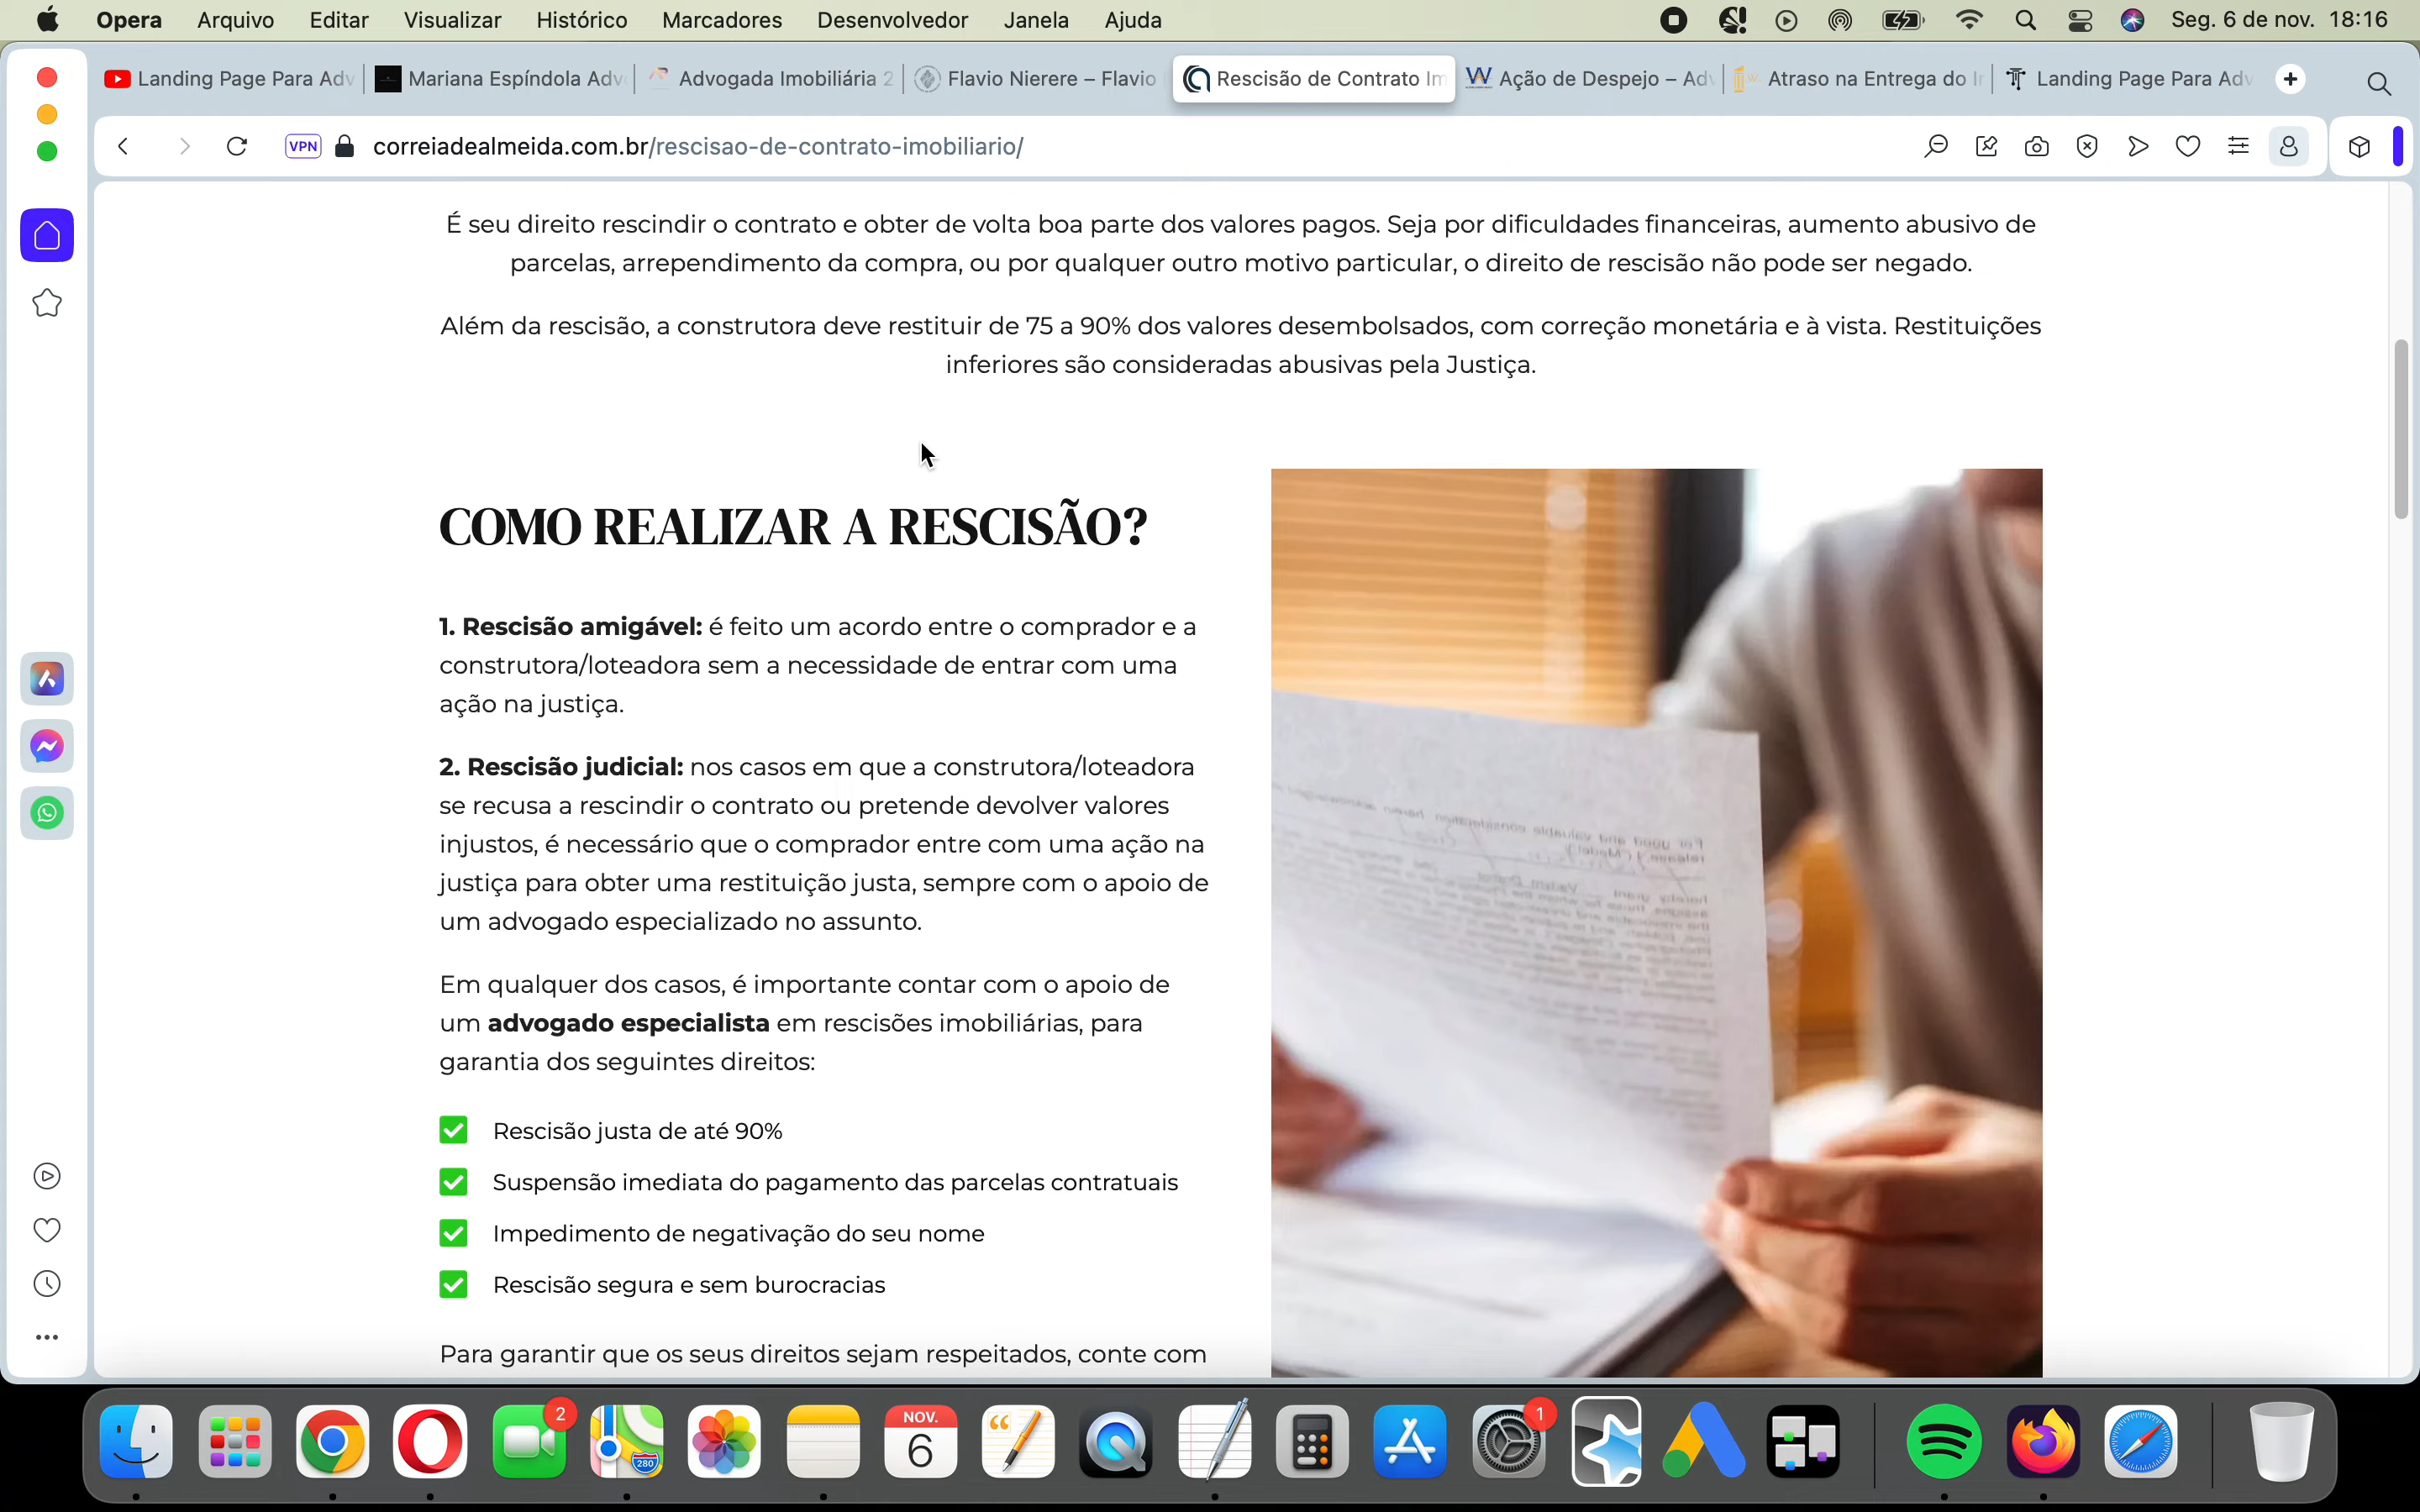 Opera Arquivo Editar Visualizar Histórico Marcadores Desenvolvedor Janela Ajuda Seg. 6 de nov. 18:16
Landing Page Para Adv Mariana Espíndola Adv Advogada Imobiliária 2 Flavio Nierere – Flavio Rescisão de Contrato Im Ação de Despejo – Adv Atraso na Entrega do Ir Landing Page Para Adv
VPN correiadealmeida.com.br/rescisao-de-contrato-imobiliario/
É seu direito rescindir o contrato e obter de volta boa parte dos valores pagos. Seja por dificuldades financeiras, aumento abusivo de
parcelas, arrependimento da compra, ou por qualquer outro motivo particular, o direito de rescisão não pode ser negado.
Além da rescisão, a construtora deve restituir de 75 a 90% dos valores desembolsados, com correção monetária e à vista. Restituições
inferiores são consideradas abusivas pela Justiça.
COMO REALIZAR A RESCISÃO?
1. Rescisão amigável: é feito um acordo entre o comprador e a
construtora/loteadora sem a necessidade de entrar com uma
ação na justiça.
2. Rescisão judicial: nos casos em que a construtora/loteadora
se recusa a rescindir o contrato ou pretende devolver valores
injustos, é necessário que o comprador entre com uma ação na
justiça para obter uma restituição justa, sempre com o apoio de
um advogado especializado no assunto.
Em qualquer dos casos, é importante contar com o apoio de
um advogado especialista em rescisões imobiliárias, para
garantia dos seguintes direitos:
Rescisão justa de até 90%
Suspensão imediata do pagamento das parcelas contratuais
Impedimento de negativação do seu nome
Rescisão segura e sem burocracias
Para garantir que os seus direitos sejam respeitados, conte com
2 280 NOV. 6 1